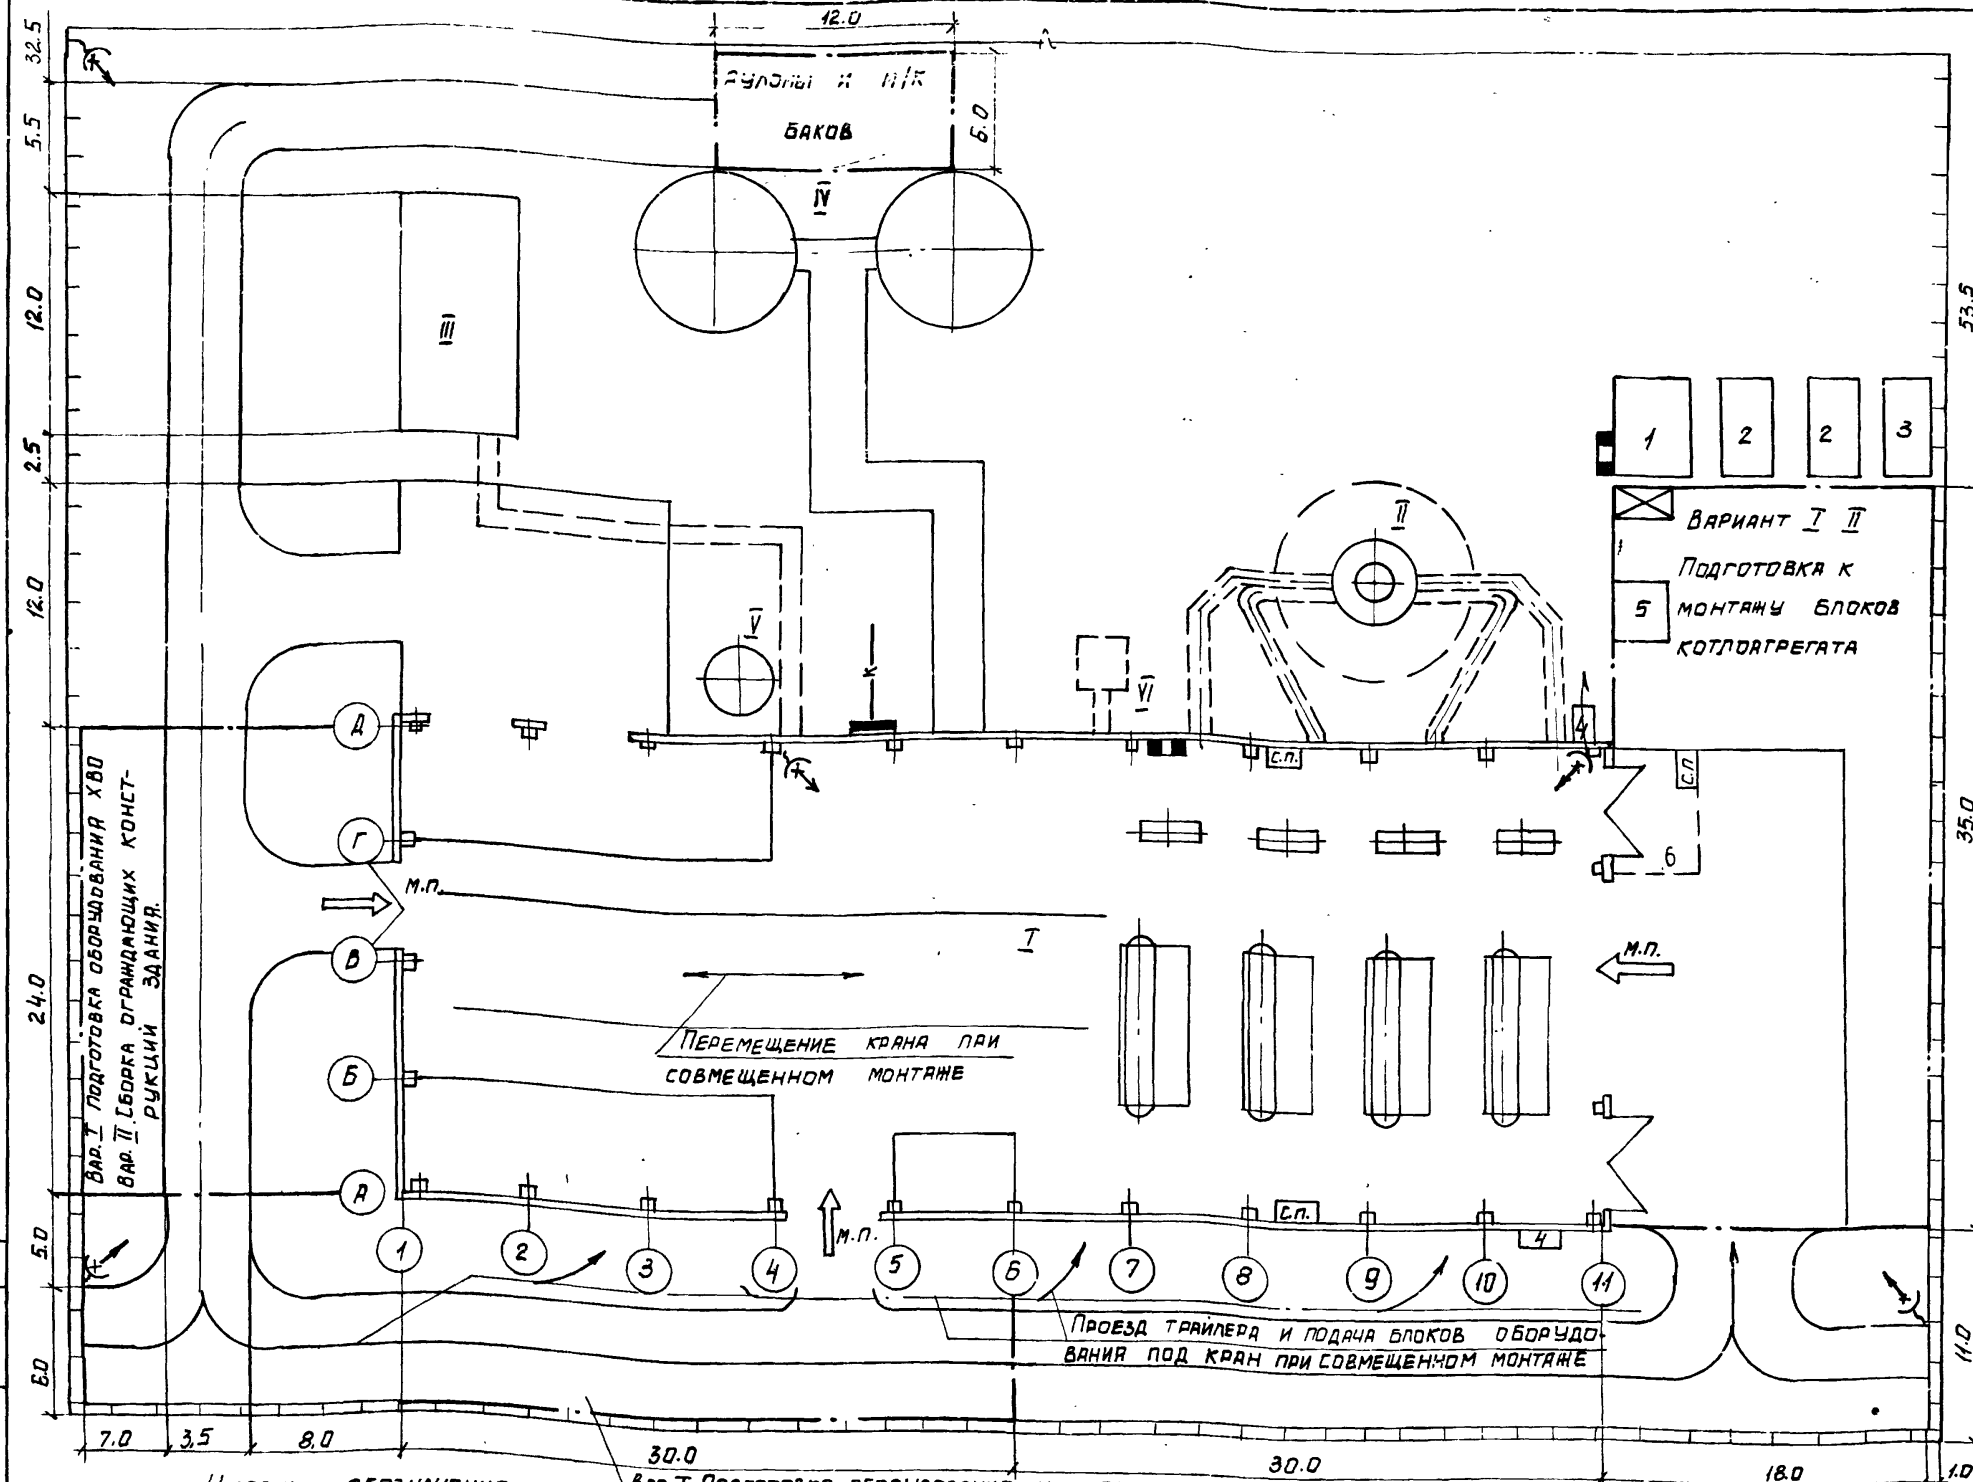 12.0
32.5
РУЛОНЫ И М/К
БАКОВ
6.0
5.5
IV
12.0
III
53.5
2.5
1
2
2
3
II
ВАРИАНТ I II
ПОДГОТОВКА К
5
МОНТАЖУ БЛОКОВ
КОТЛОАГРЕГАТА
12.0
V
К
VI
4
Д
С.П.
С.П.
Г
6
35.0
М.П.
I
В
М.П.
24.0
ВАР. I ПОДГОТОВКА ОБОРУДОВАНИЯ ХВО
ВАР. II. СБОРКА ОГРАЖДАЮЩИХ КОНСТ-
РУКЦИЙ ЗДАНИЯ.
ПЕРЕМЕЩЕНИЕ КРАНА ПРИ
СОВМЕЩЕННОМ МОНТАЖЕ
Б
А
С.П.
М.П.
4
5.0
1
2
3
4
5
6
7
8
9
10
11
ПРОЕЗД ТРАЙЛЕРА И ПОДАЧА БЛОКОВ ОБОРУДО-
ВАНИЯ ПОД КРАН ПРИ СОВМЕЩЕННОМ МОНТАЖЕ
6.0
11.0
7.0
3.5
8.0
30.0
30.0
18.0
1.0